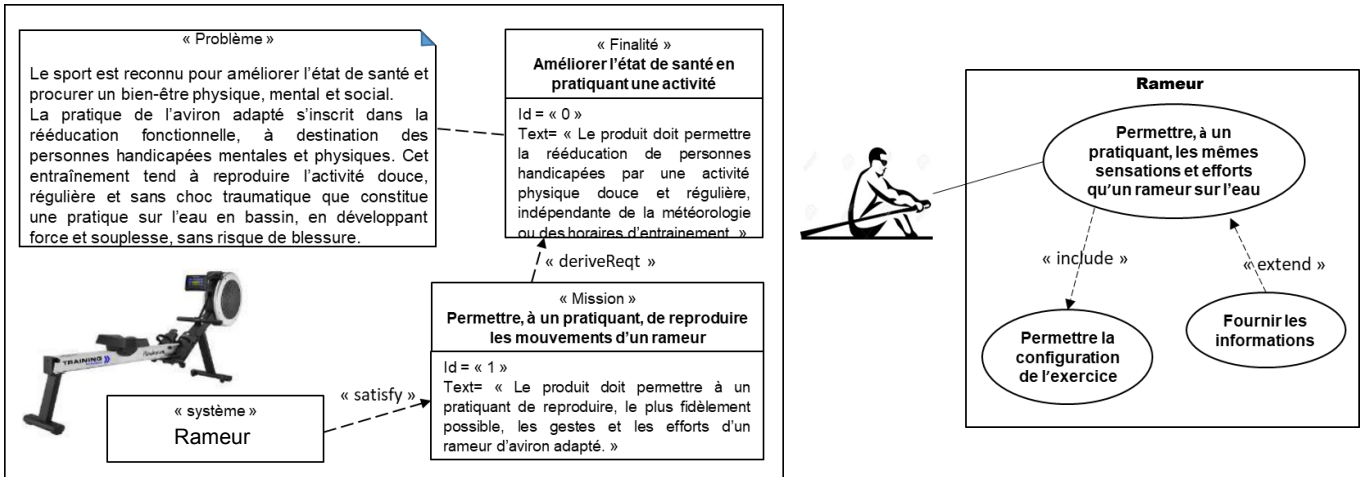 « Problème »
Le sport est reconnu pour améliorer l’état de santé et
procurer un bien-être physique, mental et social.
La pratique de l’aviron adapté s’inscrit dans la
rééducation fonctionnelle, à destination des
personnes handicapées mentales et physiques. Cet
entraînement tend à reproduire l’activité douce,
régulière et sans choc traumatique que constitue
une pratique sur l’eau en bassin, en développant
force et souplesse, sans risque de blessure.
« Finalité »
Améliorer l’état de santé en
pratiquant une activité
Id = « 0 »
Text= « Le produit doit permettre
la rééducation de personnes
handicapées par une activité
physique douce et régulière,
indépendante de la météorologie
ou des horaires d’entrainement. »
« deriveReqt »
« Mission »
Permettre, à un pratiquant, de reproduire
les mouvements d’un rameur
Id = « 1 »
Text= « Le produit doit permettre à un
pratiquant de reproduire, le plus fidèlement
possible, les gestes et les efforts d’un
rameur d’aviron adapté. »
« satisfy »
TRAINING
« système »
Rameur
Rameur
Permettre, à un
pratiquant, les mêmes
sensations et efforts
qu’un rameur sur l’eau
« include »
« extend »
Permettre la
configuration
de l’exercice
Fournir les
informations